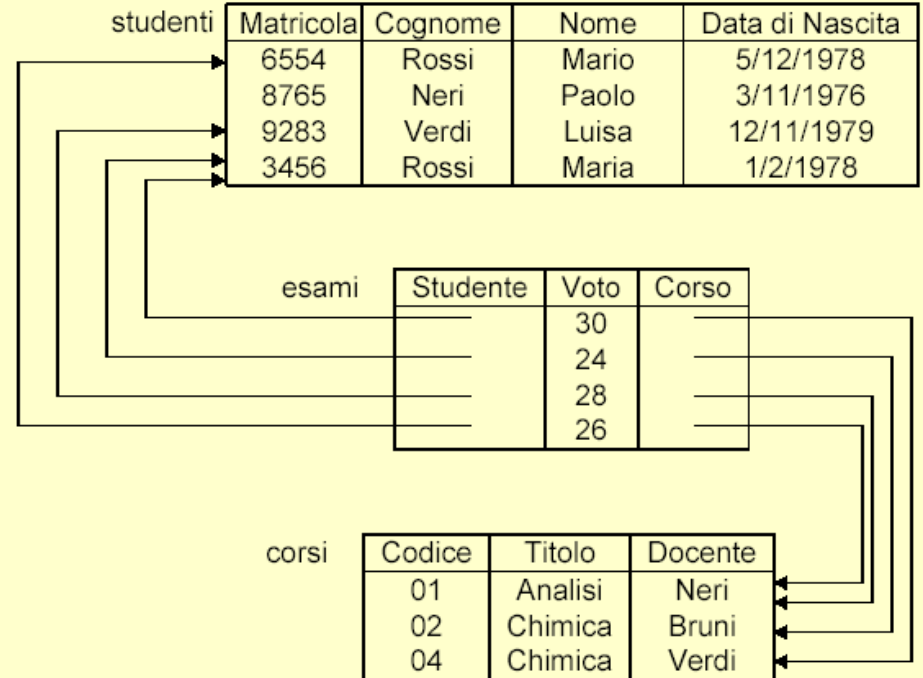 studenti Matricola Cognome Nome Data di Nascita
6554 Rossi Mario 5/12/1978
8765 Neri Paolo 3/11/1976
9283 Verdi Luisa 12/11/1979
3456 Rossi Maria 1/2/1978
esami Studente Voto Corso
30
24
28
26
corsi Codice Titolo Docente
01 Analisi Neri
02 Chimica Bruni
04 Chimica Verdi